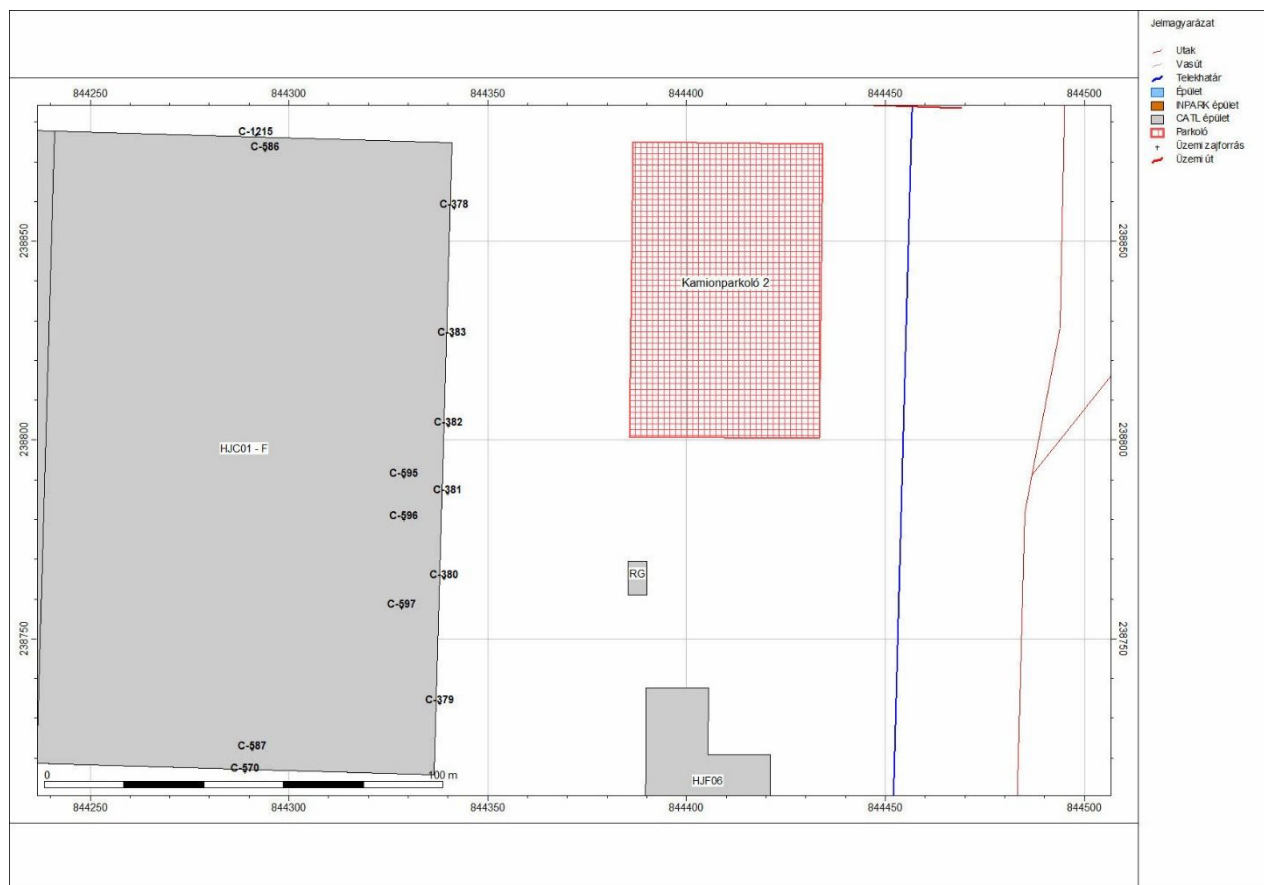 Jelmagyarázat
Utak
Vasút
Telekhatár
Épület
INPARK épület
CATL épület
Parkoló
Üzemi zajforrás
Üzemi út
844250 844300 844350 844400 844450 844500
C-1215
C-586
C-378
238850 238850
Kamionparkoló 2
C-383
C-382
238800 238800
HJC01 - F
C-595
C-381
C-596
C-380
RG
C-597
238750 238750
C-379
C-587
C-570
0 100 m
HJF06
844250 844300 844350 844400 844450 844500